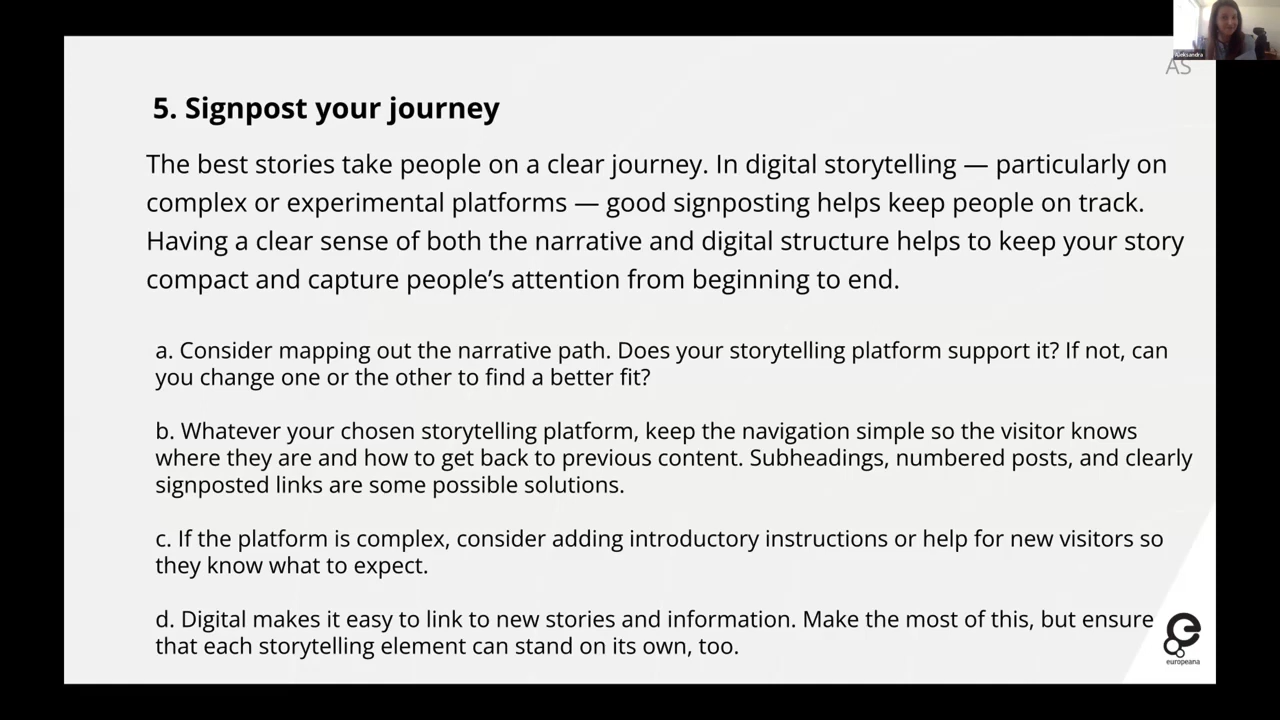 Aleksandra
AS
5. Signpost your journey
The best stories take people on a clear journey. In digital storytelling — particularly on
complex or experimental platforms — good signposting helps keep people on track.
Having a clear sense of both the narrative and digital structure helps to keep your story
compact and capture people’s attention from beginning to end.
a. Consider mapping out the narrative path. Does your storytelling platform support it? If not, can
you change one or the other to find a better fit?
b. Whatever your chosen storytelling platform, keep the navigation simple so the visitor knows
where they are and how to get back to previous content. Subheadings, numbered posts, and clearly
signposted links are some possible solutions.
c. If the platform is complex, consider adding introductory instructions or help for new visitors so
they know what to expect.
d. Digital makes it easy to link to new stories and information. Make the most of this, but ensure
that each storytelling element can stand on its own, too.
europeana